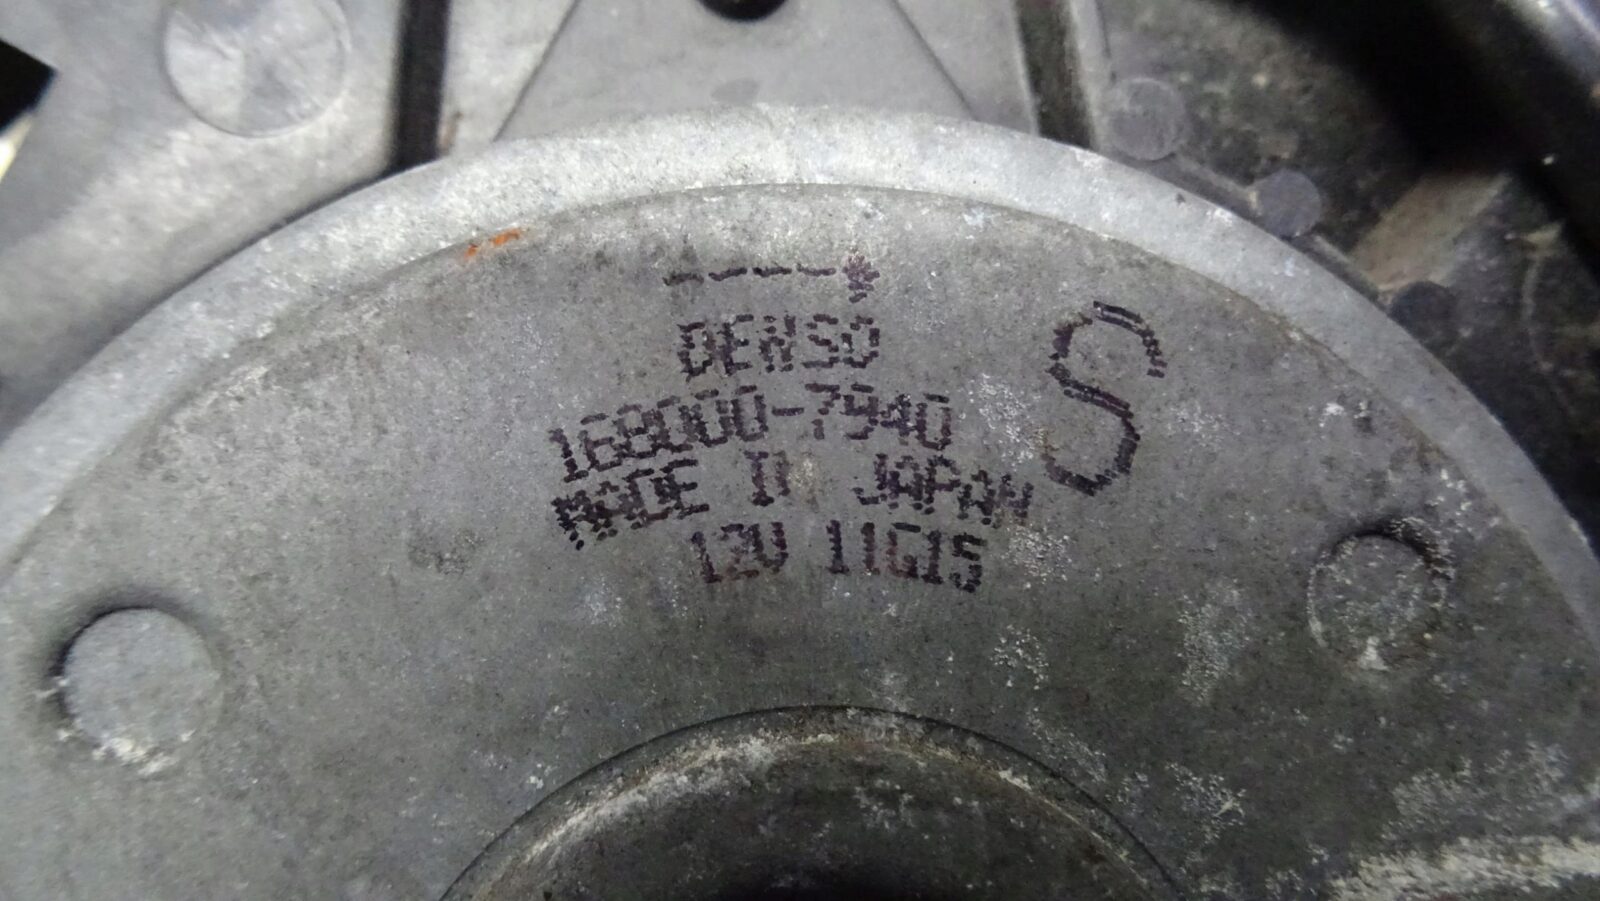 DENSO
168000-7940
S
MADE IN JAPAN
12V 11G15